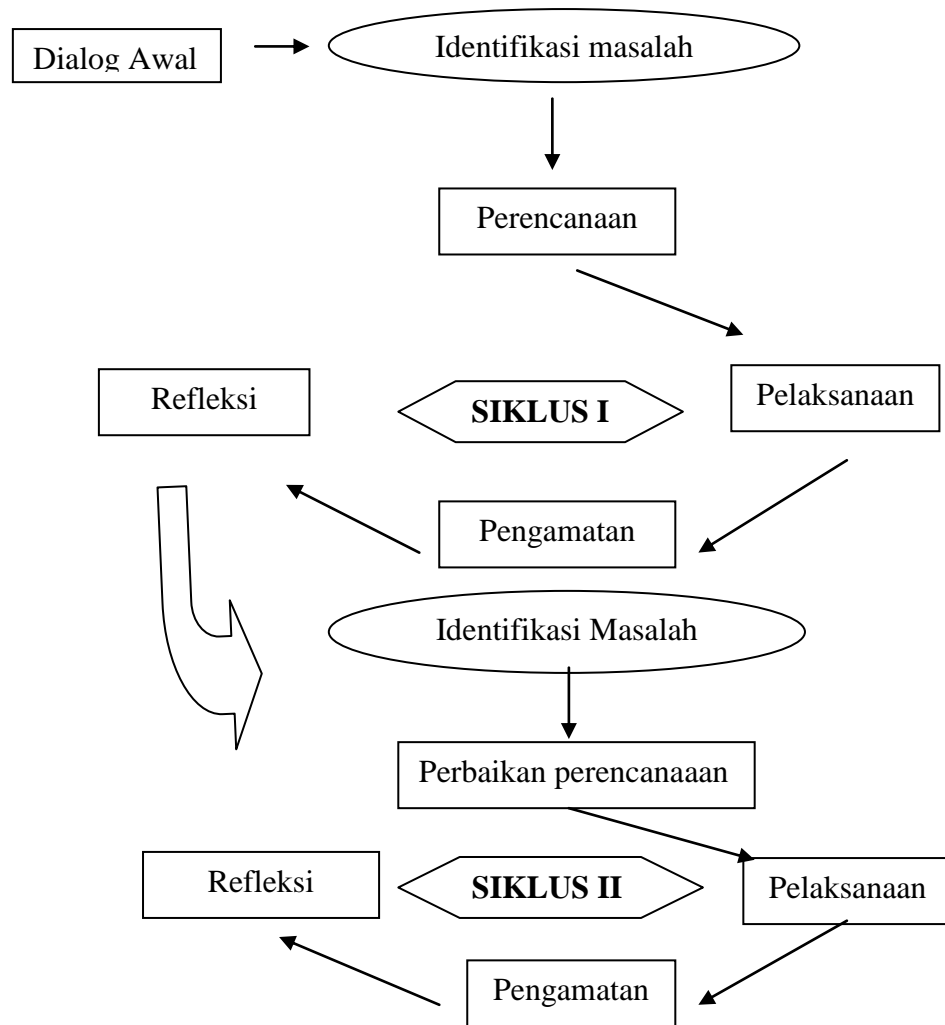 Dialog Awal
Identifikasi masalah
Perencanaan
Pelaksanaan
Refleksi
SIKLUS I
Pengamatan
Identifikasi Masalah
Perbaikan perencanaaan
Refleksi
SIKLUS II
Pelaksanaan
Pengamatan